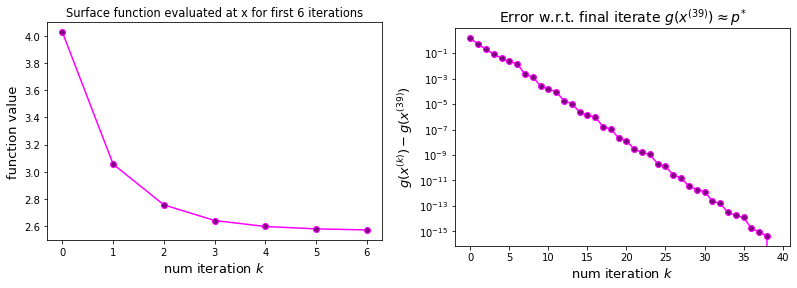 Surface function evaluated at x for first 6 iterations
4.0
3.8
3.6
3.4
3.2
3.0
2.8
2.6
function value
0 1 2 3 4 5 6
num iteration k
Error w.r.t. final iterate g(x⁽³⁹⁾) ≈ p*
10⁻¹
10⁻³
10⁻⁵
10⁻⁷
10⁻⁹
10⁻¹¹
10⁻¹³
10⁻¹⁵
g(x⁽ᵏ⁾) − g(x⁽³⁹⁾)
0 5 10 15 20 25 30 35 40
num iteration k